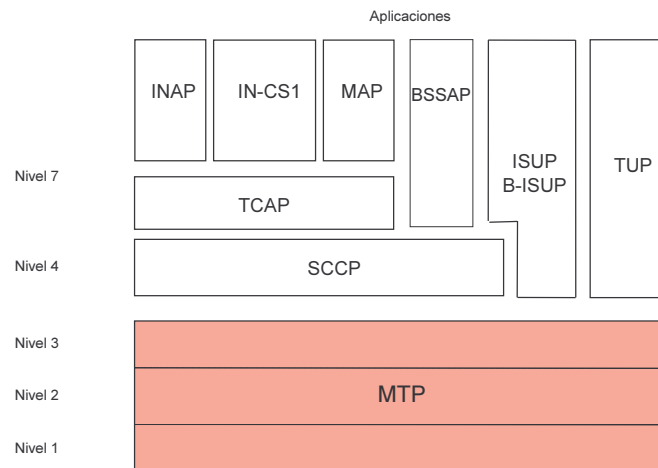 Aplicaciones
INAP
IN-CS1
MAP
BSSAP
ISUP
B-ISUP
TUP
Nivel 7
TCAP
Nivel 4
SCCP
Nivel 3
Nivel 2
MTP
Nivel 1